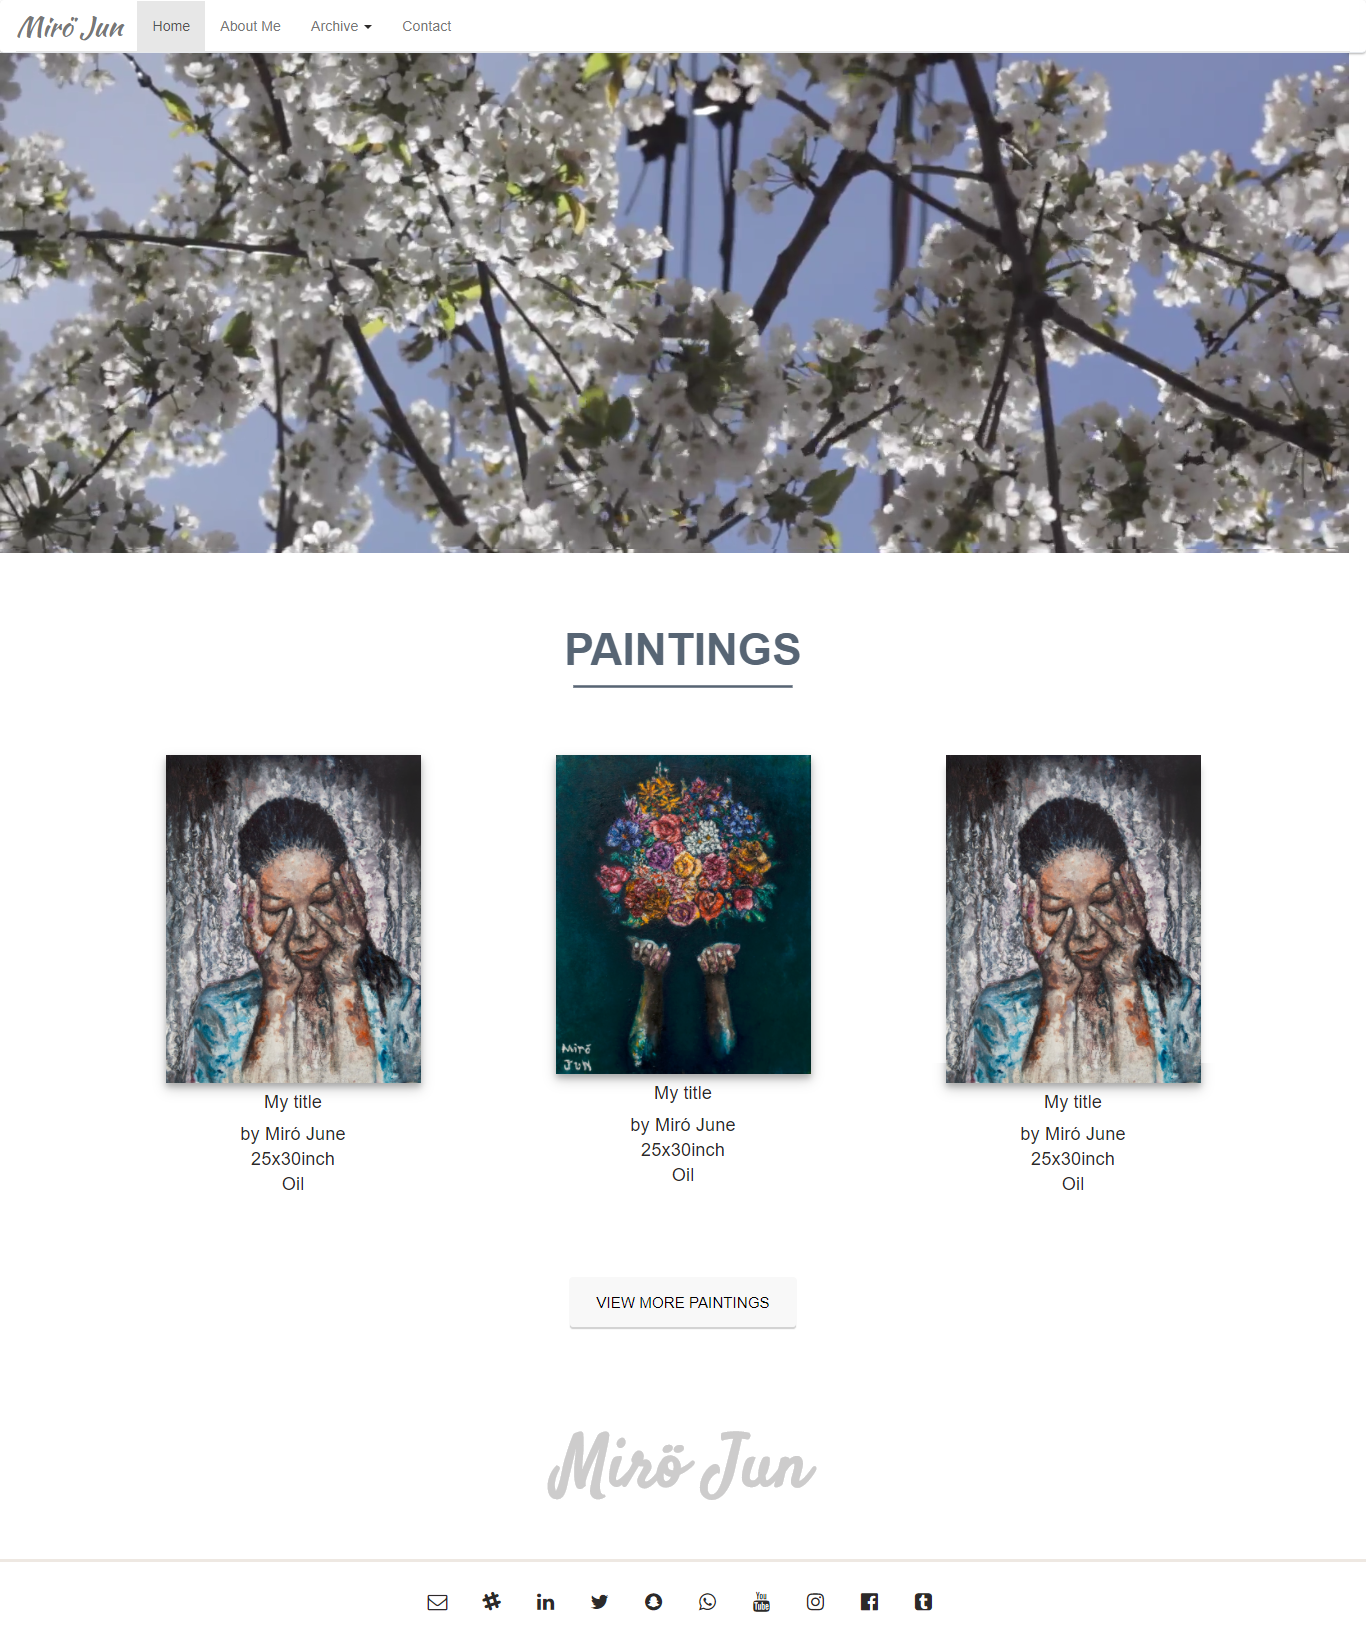 Mirö Jun
Home
About Me
Archive
Contact
PAINTINGS
Miró
JUN
My title
by Miró June
25x30inch
Oil
My title
by Miró June
25x30inch
Oil
My title
by Miró June
25x30inch
Oil
VIEW MORE PAINTINGS
Mirö Jun
You
Tube